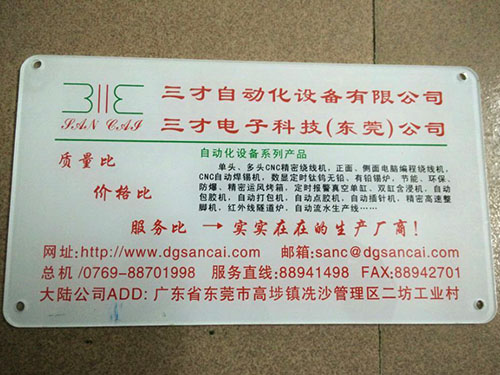 三才自动化设备有限公司
SAN CAI
三才电子科技(东莞)公司
自动化设备系列产品
质量比
单头、多头CNC精密绕线机,正面、侧面电脑编程绕线机,
CNC自动焊锡机、数显定时钛钨无铅、有铅锡炉,节能、环保、
防爆、精密运风烤箱,定时报警真空单缸、双缸含浸机,自动
价格比
包胶机,自动打包机,自动点胶机,自动插针机,精密高速整
脚机,红外线隧道炉,自动流水生产线……
服务比 → 实实在在的生产厂商!
网址:http://www.dgsancai.com 邮箱:sanc@dgsancai.com
总机/0769-88701998 服务直线:88941498 FAX:88942701
大陆公司ADD: 广东省东莞市高埗镇冼沙管理区二坊工业村